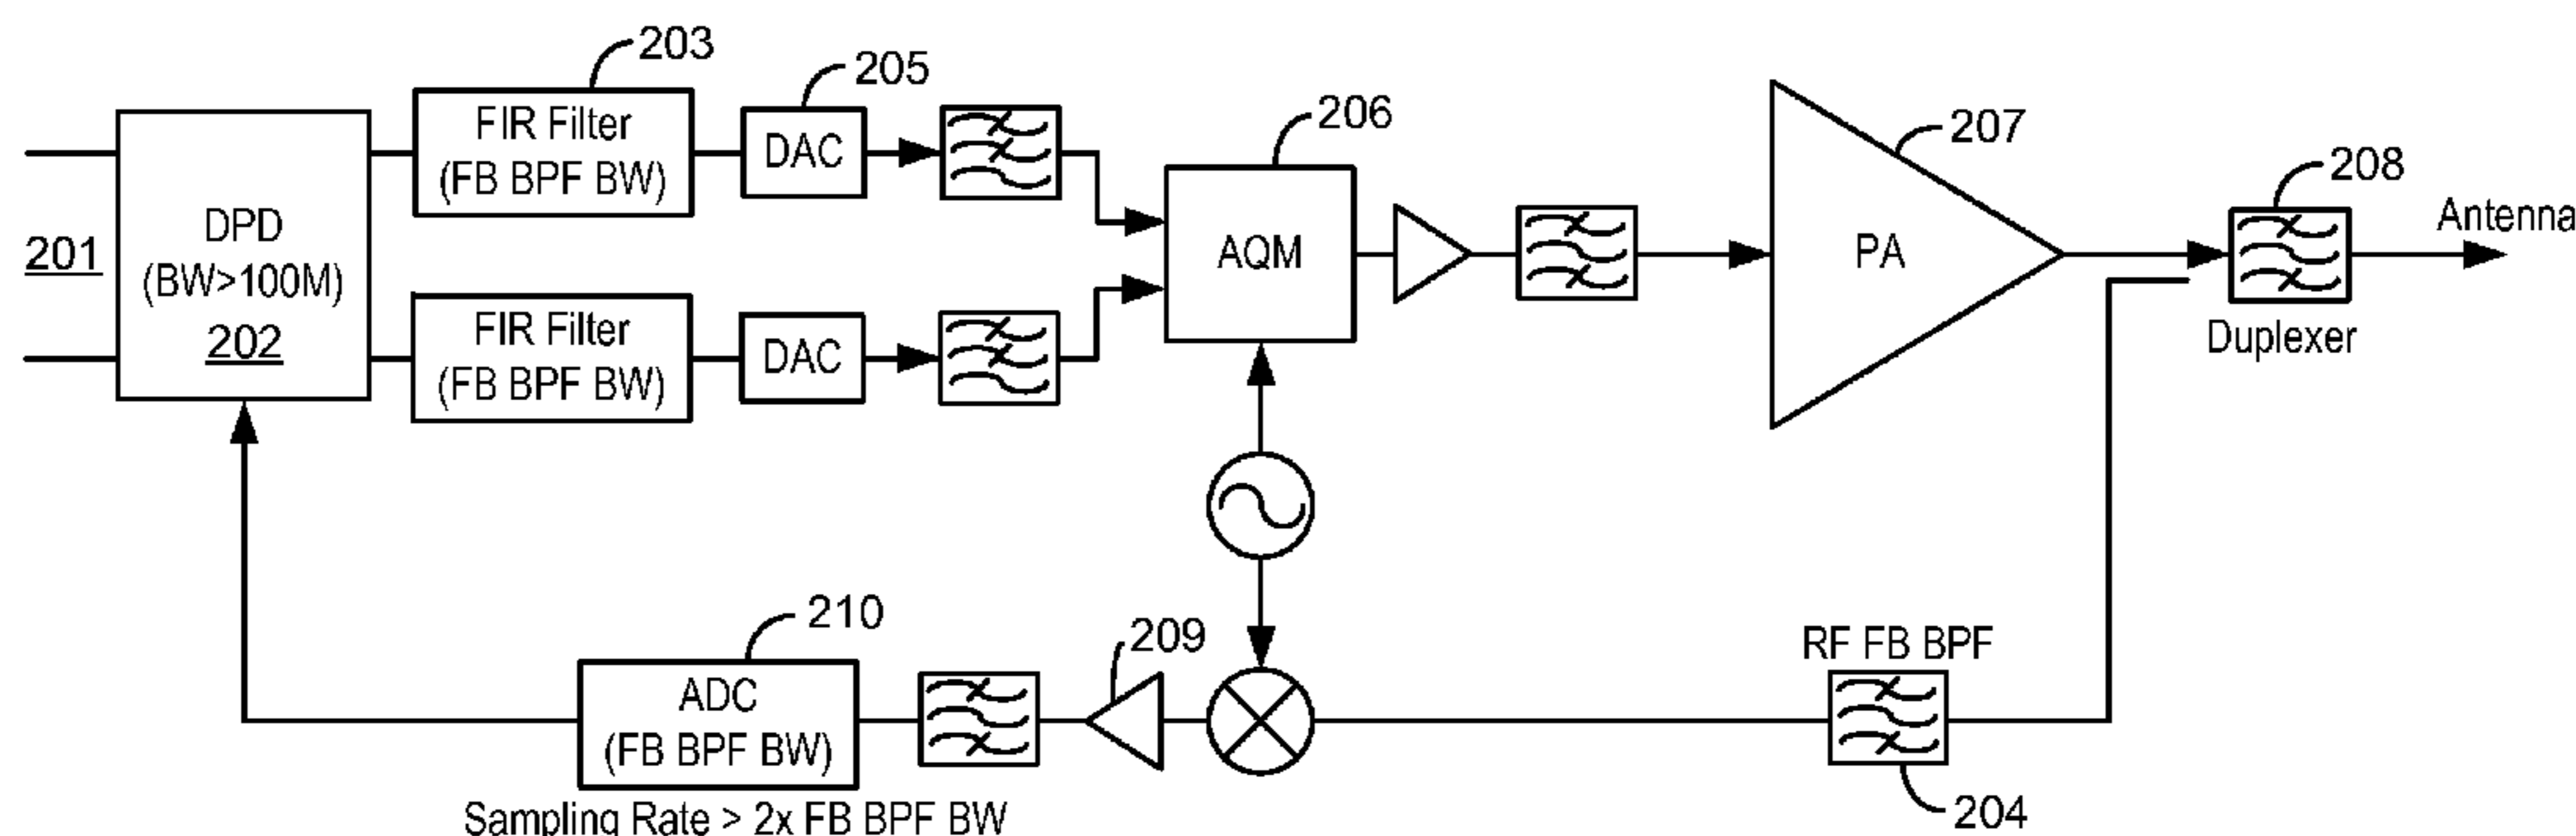 203
205
206
207
208
FIR Filter
(FB BPF BW)
DAC
201
DPD
(BW>100M)
202
AQM
PA
Antenna
Duplexer
FIR Filter
(FB BPF BW)
DAC
210
209
RF FB BPF
ADC
(FB BPF BW)
Sampling Rate > 2x FB BPF BW
204